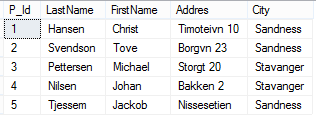 P_Id LastName FirstName Addres City
1 Hansen Christ Timoteivn 10 Sandness
2 Svendson Tove Borgvn 23 Sandness
3 Pettersen Michael Storgt 20 Stavanger
4 Nilsen Johan Bakken 2 Stavanger
5 Tjessem Jackob Nissesetien Sandness